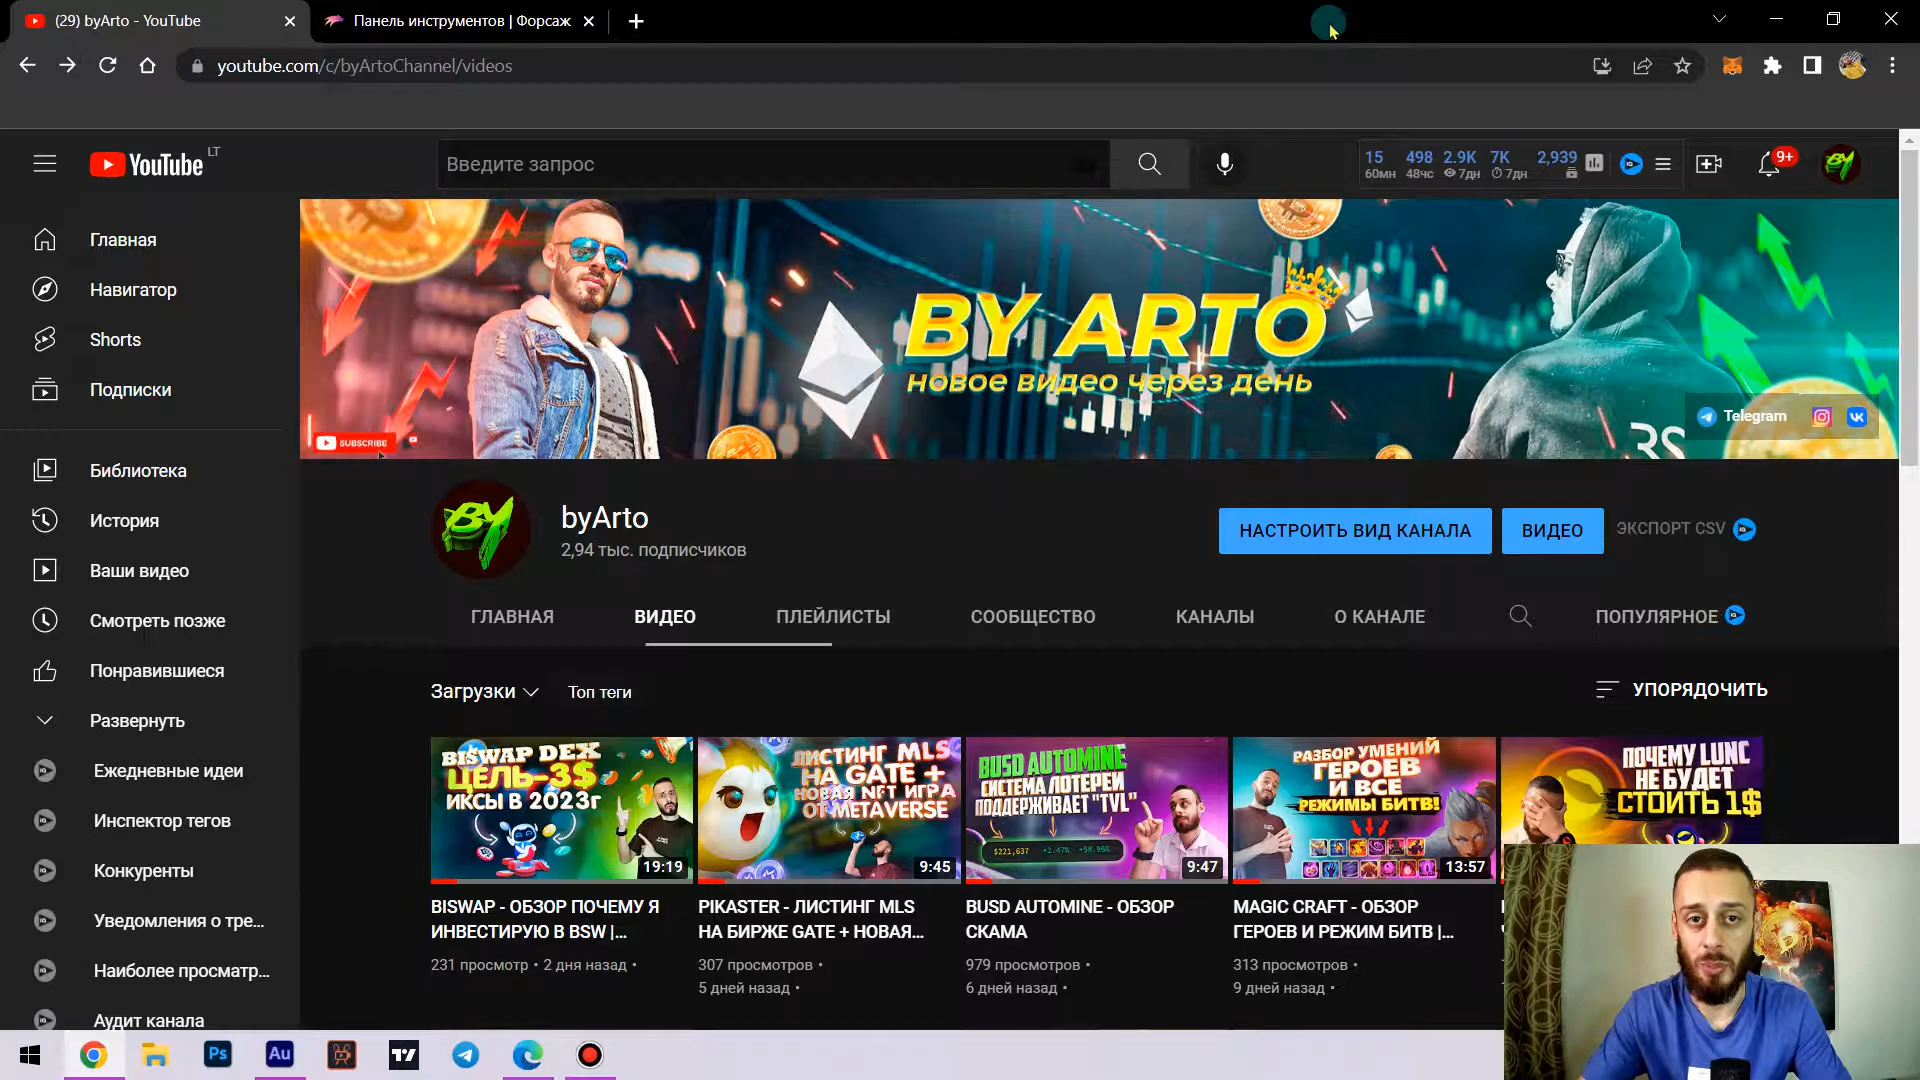 (29) byArto - YouTube
Панель инструментов | Форсаж
youtube.com/c/byArtoChannel/videos
YouTube LT
Введите запрос
15 498 2.9K 7K 2,939
60мн 48чс 7дн 7дн
9+
Главная
Навигатор
Shorts
Подписки
Библиотека
История
Ваши видео
Смотреть позже
Понравившиеся
Развернуть
Ежедневные идеи
Инспектор тегов
Конкуренты
Уведомления о тре...
Наиболее просматр...
Аудит канала
BY ARTO
новое видео через день
SUBSCRIBE
Telegram
byArto
2,94 тыс. подписчиков
НАСТРОИТЬ ВИД КАНАЛА
ВИДЕО
ЭКСПОРТ CSV
ГЛАВНАЯ
ВИДЕО
ПЛЕЙЛИСТЫ
СООБЩЕСТВО
КАНАЛЫ
О КАНАЛЕ
ПОПУЛЯРНОЕ
Загрузки
Топ теги
УПОРЯДОЧИТЬ
BISWAP DEX
ЦЕЛЬ-3$
ИКСЫ В 2023г
19:19
BISWAP - ОБЗОР ПОЧЕМУ Я
ИНВЕСТИРУЮ В BSW |...
231 просмотр • 2 дня назад •
ЛИСТИНГ MLS
НА GATE +
НОВАЯ NFT ИГРА
ОТ METAVERSE
9:45
PIKASTER - ЛИСТИНГ MLS
НА БИРЖЕ GATE + НОВАЯ...
307 просмотров •
5 дней назад •
BUSD AUTOMINE
СИСТЕМА ЛОТЕРЕИ
ПОДДЕРЖИВАЕТ "TVL"
$221,637 +2.47% +58.96%
9:47
BUSD AUTOMINE - ОБЗОР
СКАМА
979 просмотров •
6 дней назад •
РАЗБОР УМЕНИЙ
ГЕРОЕВ
И ВСЕ
РЕЖИМЫ БИТВ!
13:57
MAGIC CRAFT - ОБЗОР
ГЕРОЕВ И РЕЖИМ БИТВ |...
313 просмотров •
9 дней назад •
ПОЧЕМУ LUNC
НЕ БУДЕТ
СТОИТЬ 1$
Ps
Au